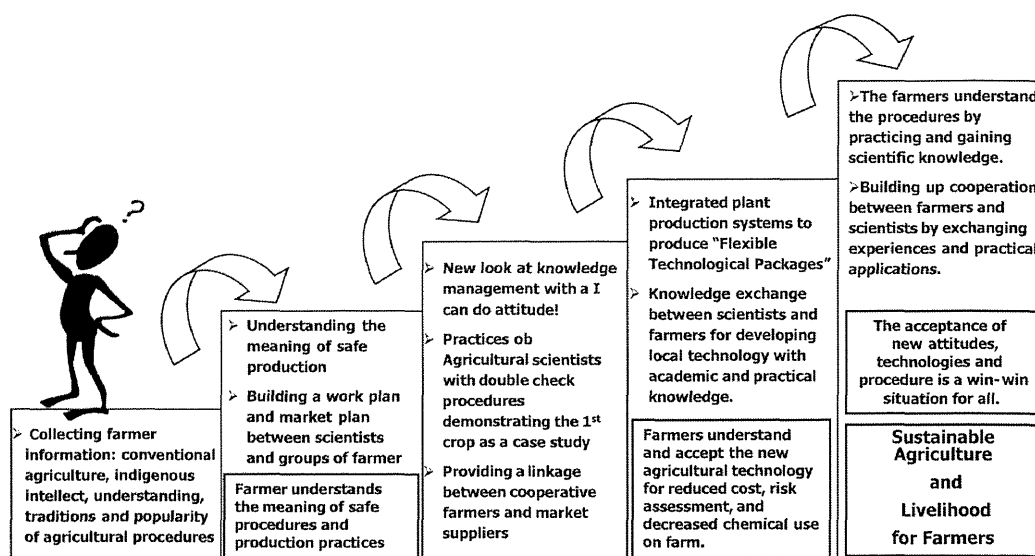 ?
➢ Collecting farmer
information: conventional
agriculture, indigenous
intellect, understanding,
traditions and popularity
of agricultural procedures
➢ Understanding the
meaning of safe
production
➢ Building a work plan
and market plan
between scientists
and groups of farmer
Farmer understands
the meaning of safe
procedures and
production practices
➢ New look at knowledge
management with a I
can do attitude!
➢ Practices ob
Agricultural scientists
with double check
procedures
demonstrating the 1st
crop as a case study
➢ Providing a linkage
between cooperative
farmers and market
suppliers
➢ Integrated plant
production systems to
produce “Flexible
Technological Packages”
➢ Knowledge exchange
between scientists and
farmers for developing
local technology with
academic and practical
knowledge.
Farmers understand
and accept the new
agricultural technology
for reduced cost, risk
assessment, and
decreased chemical use
on farm.
➢The farmers understand
the procedures by
practicing and gaining
scientific knowledge.
➢Building up cooperation
between farmers and
scientists by exchanging
experiences and practical
applications.
The acceptance of
new attitudes,
technologies and
procedure is a win-win
situation for all.
Sustainable
Agriculture
and
Livelihood
for Farmers